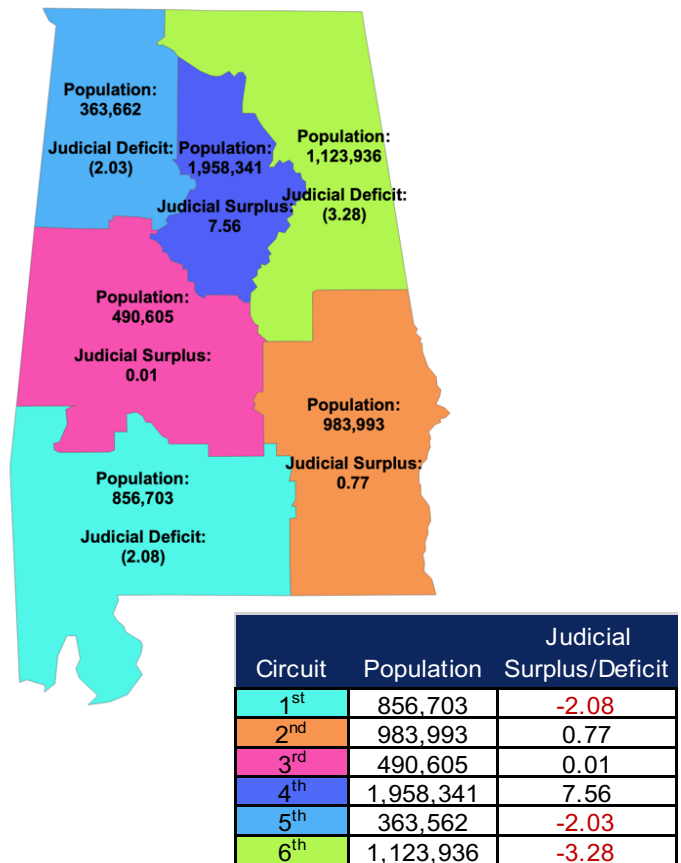 Population:
363,662
Judicial Deficit:
(2.03)
Population:
1,958,341
Judicial Surplus:
7.56
Population:
1,123,936
Judicial Deficit:
(3.28)
Population:
490,605
Judicial Surplus:
0.01
Population:
983,993
Judicial Surplus:
0.77
Population:
856,703
Judicial Deficit:
(2.08)
Circuit Population Judicial Surplus/Deficit
1st 856,703 -2.08
2nd 983,993 0.77
3rd 490,605 0.01
4th 1,958,341 7.56
5th 363,562 -2.03
6th 1,123,936 -3.28